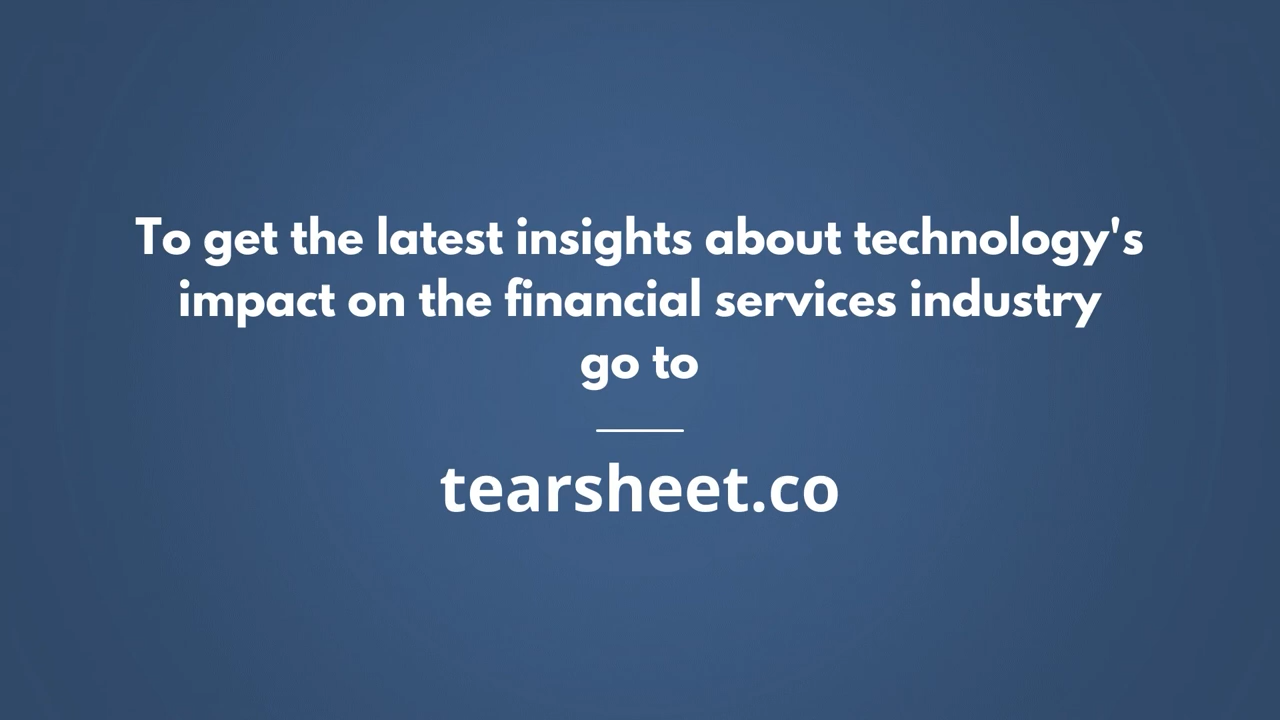 To get the latest insights about technology's
impact on the financial services industry
go to
tearsheet.co